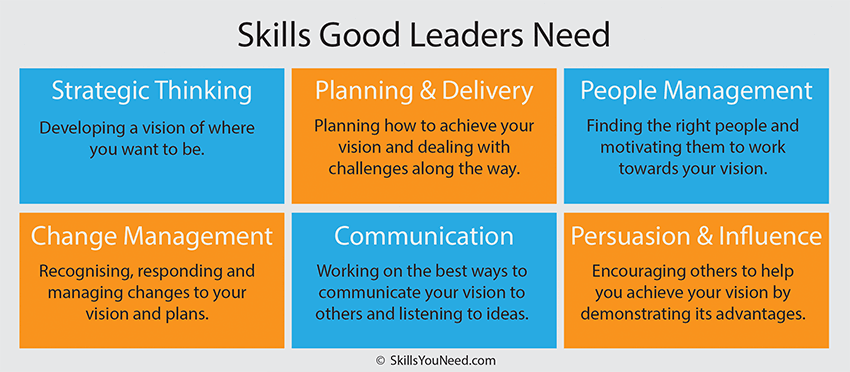 Skills Good Leaders Need
Strategic Thinking
Developing a vision of where
you want to be.
Planning & Delivery
Planning how to achieve your
vision and dealing with
challenges along the way.
People Management
Finding the right people and
motivating them to work
towards your vision.
Change Management
Recognising, responding and
managing changes to your
vision and plans.
Communication
Working on the best ways to
communicate your vision to
others and listening to ideas.
Persuasion & Influence
Encouraging others to help
you achieve your vision by
demonstrating its advantages.
© SkillsYouNeed.com